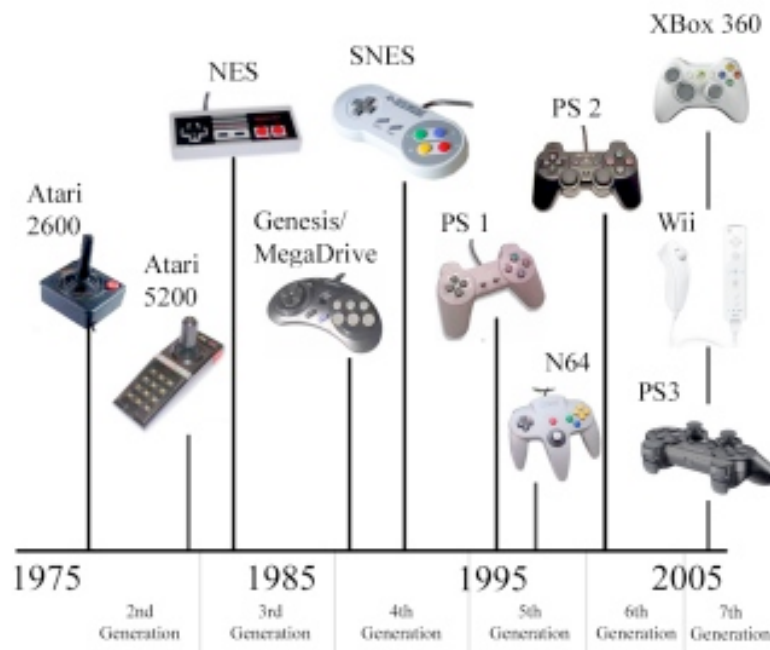 XBox 360
SNES
NES
PS 2
Atari
2600
Genesis/
MegaDrive
PS 1
Wii
Atari
5200
N64
PS3
1975 1985 1995 2005
2nd
Generation
3rd
Generation
4th
Generation
5th
Generation
6th
Generation
7th
Generation